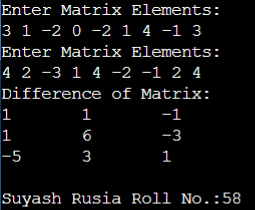 Enter Matrix Elements:
3 1 -2 0 -2 1 4 -1 3
Enter Matrix Elements:
4 2 -3 1 4 -2 -1 2 4
Difference of Matrix:
1 1 -1
1 6 -3
-5 3 1
Suyash Rusia Roll No.:58